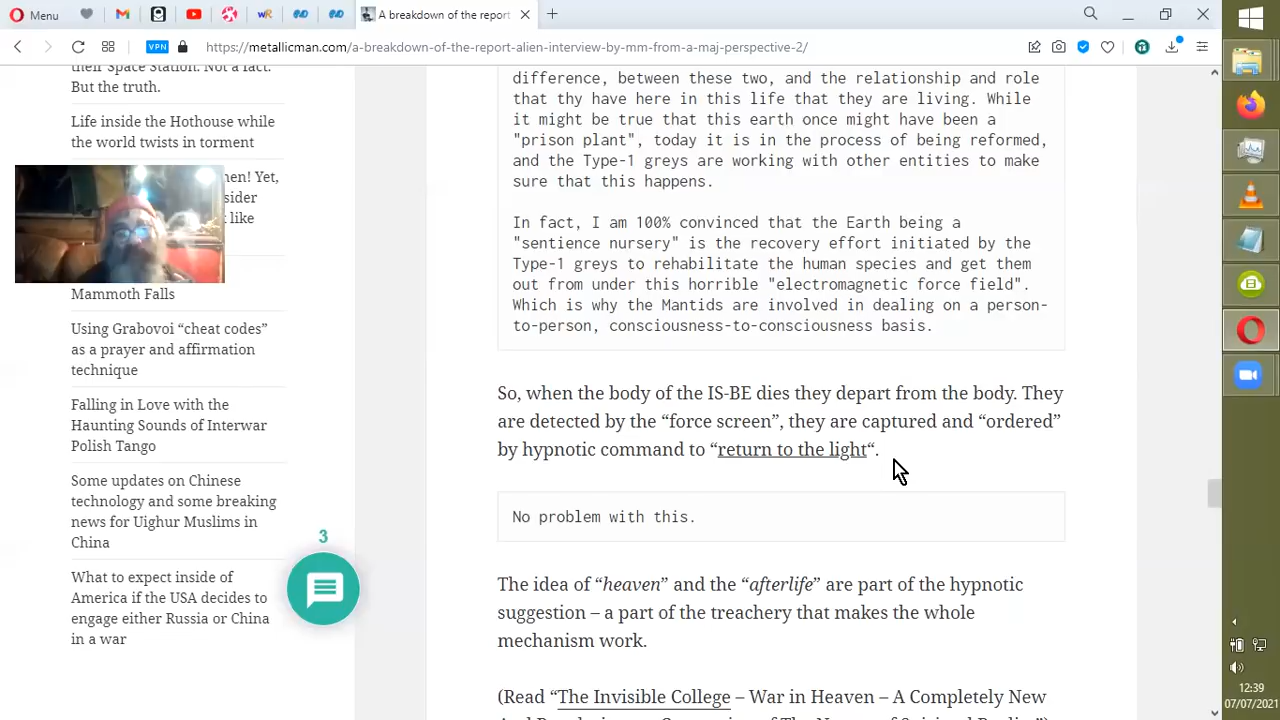 Menu
A breakdown of the report
https://metallicman.com/a-breakdown-of-the-report-alien-interview-by-mm-from-a-maj-perspective-2/
VPN
their Space Station. Not a fact.
But the truth.
Life inside the Hothouse while
the world twists in torment
men! Yet,
sider
like
Mammoth Falls
Using Grabovoi “cheat codes”
as a prayer and affirmation
technique
Falling in Love with the
Haunting Sounds of Interwar
Polish Tango
Some updates on Chinese
technology and some breaking
news for Uighur Muslims in
China
What to expect inside of
America if the USA decides to
engage either Russia or China
in a war
3
difference, between these two, and the relationship and role
that thy have here in this life that they are living. While
it might be true that this earth once might have been a
"prison plant", today it is in the process of being reformed,
and the Type-1 greys are working with other entities to make
sure that this happens.
In fact, I am 100% convinced that the Earth being a
"sentience nursery" is the recovery effort initiated by the
Type-1 greys to rehabilitate the human species and get them
out from under this horrible "electromagnetic force field".
Which is why the Mantids are involved in dealing on a person-
to-person, consciousness-to-consciousness basis.
So, when the body of the IS-BE dies they depart from the body. They
are detected by the “force screen”, they are captured and “ordered”
by hypnotic command to “return to the light“.
No problem with this.
The idea of “heaven” and the “afterlife” are part of the hypnotic
suggestion – a part of the treachery that makes the whole
mechanism work.
(Read “The Invisible College – War in Heaven – A Completely New
12:39
07/07/2021